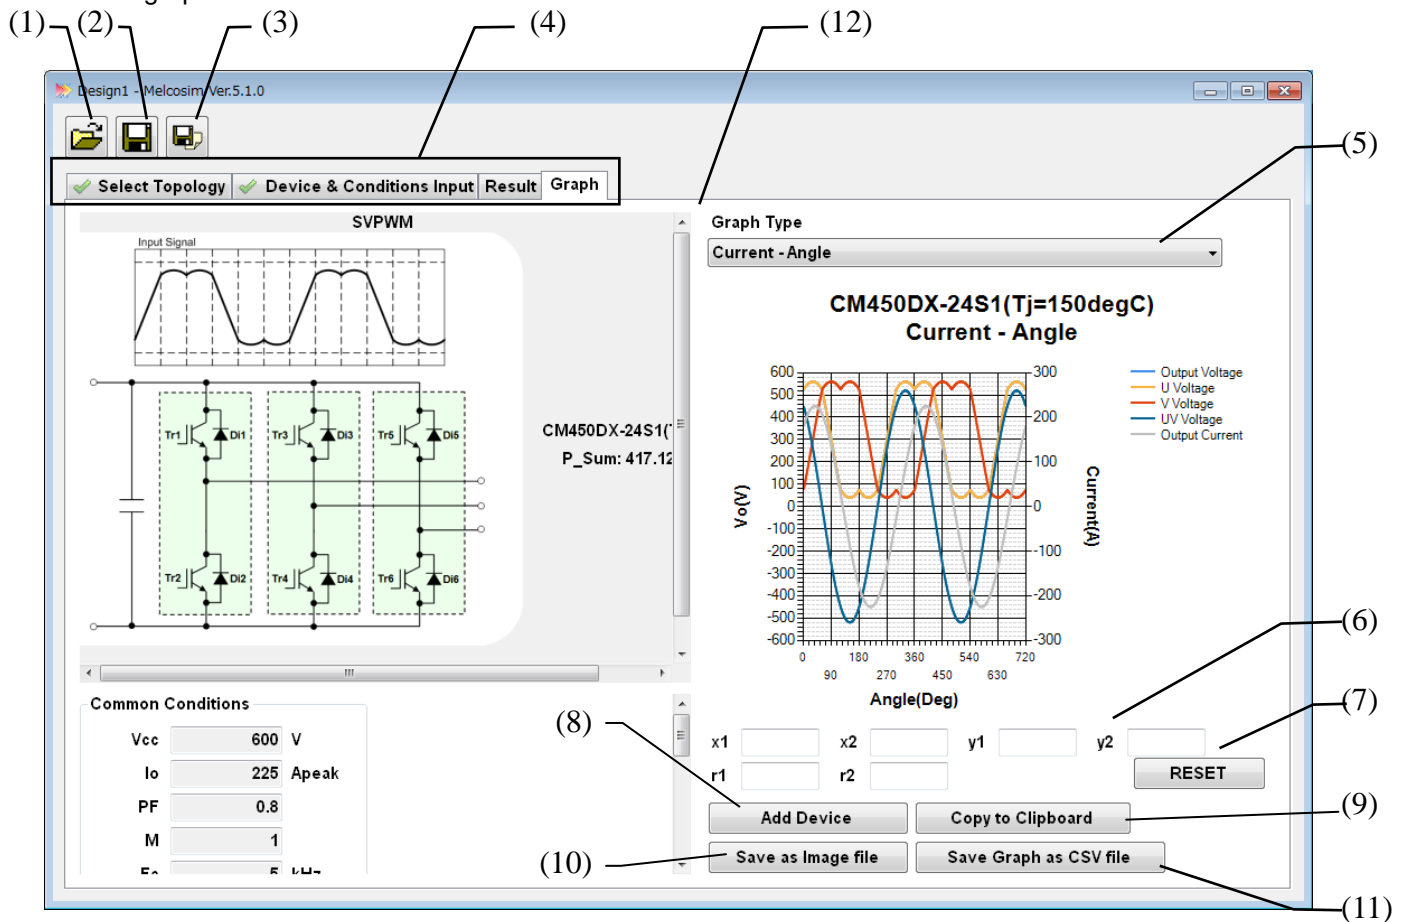 (1) (2) (3) (4) (12)
Design1 - Melcosim Ver.5.1.0
(5)
Select Topology Device & Conditions Input Result Graph
SVPWM
Input Signal
Tr1 Di1 Tr3 Di3 Tr5 Di5
CM450DX-24S1(
P_Sum: 417.12
Tr2 Di2 Tr4 Di4 Tr6 Di6
Graph Type
Current - Angle
CM450DX-24S1(Tj=150degC)
Current - Angle
600
500
400
300
200
100
0
-100
-200
-300
-400
-500
-600
Vo(V)
300
200
100
0
-100
-200
-300
Current(A)
Output Voltage
U Voltage
V Voltage
UV Voltage
Output Current
0 180 360 540 720
90 270 450 630
Angle(Deg)
(6)
(7)
Common Conditions
Vcc 600 V
Io 225 Apeak
PF 0.8
M 1
(8)
x1 x2 y1 y2
r1 r2 RESET
Add Device Copy to Clipboard
(9)
(10)
Save as Image file Save Graph as CSV file
(11)